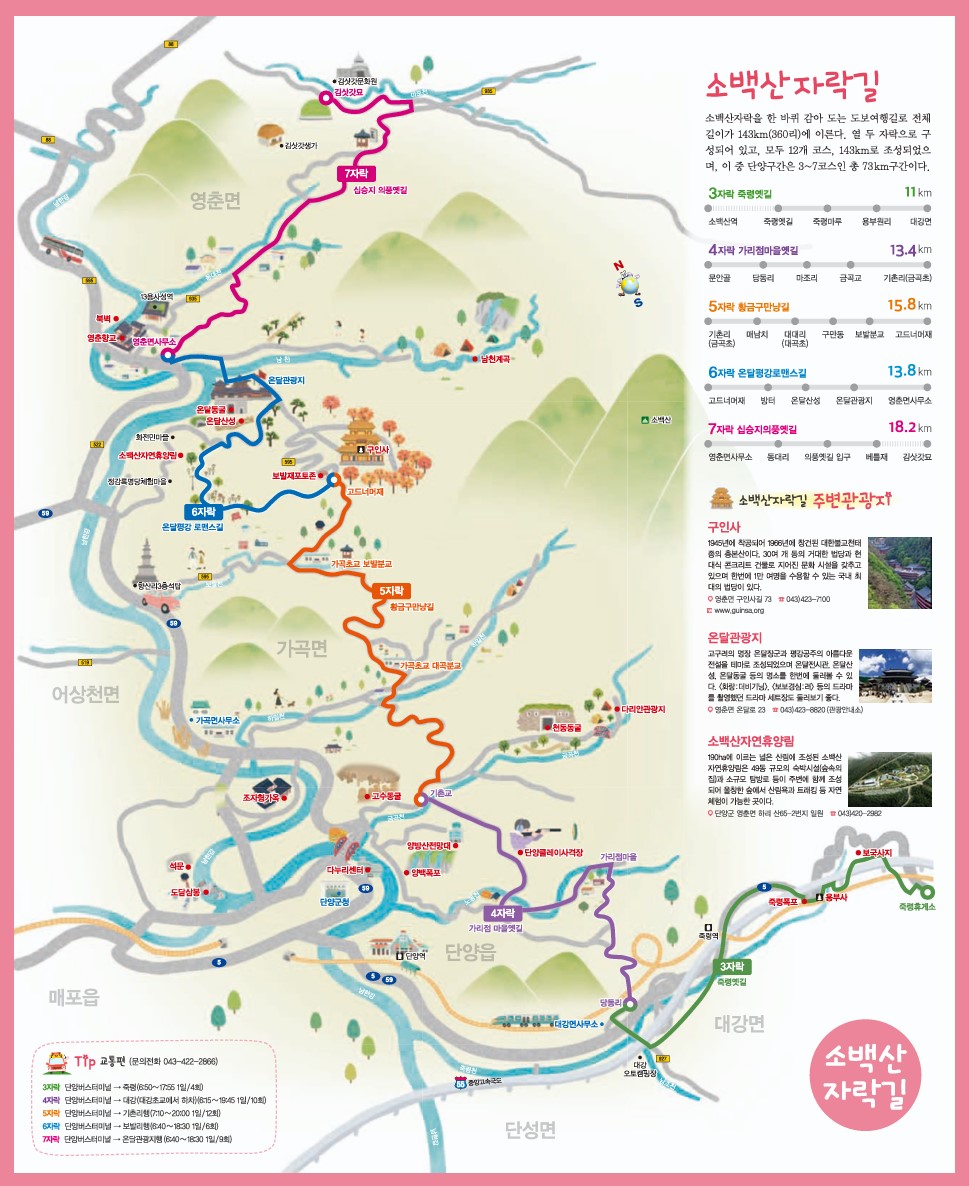 소백산 자락길
소백산자락을 한 바퀴 감아 도는 도보여행길로 전체
길이가 143km(360리)에 이른다. 열 두 자락으로 구
성되어 있고, 모두 12개 코스, 143km로 조성되었으
며, 이 중 단양구간은 3~7코스인 총 73km구간이다.
3자락 죽령옛길 11 km
소백산역 죽령옛길 죽령마루 용부원리 대강면
4자락 가리점마을옛길 13.4 km
문안골 당동리 마조리 금곡교 기촌리(금곡초)
5자락 황금구만냥길 15.8 km
기촌리 매남치 대대리 구만동 보발분교 고드너머재
(금곡초) (대곡초)
6자락 온달평강로맨스길 13.8 km
고드너머재 방터 온달산성 온달관광지 영춘면사무소
7자락 십승지의풍옛길 18.2 km
영춘면사무소 동대리 의풍옛길 입구 베틀재 김삿갓묘
소백산자락길 주변관광지
구인사
1945년에 착공되어 1966년에 창건된 대한불교천태
종의 총본산이다. 30여 개 동의 거대한 법당과 현
대식 콘크리트 건물로 지어진 문화 시설을 갖추고
있으며 한번에 1만 여명을 수용할 수 있는 국내 최
대의 법당이 있다.
영춘면 구인사길 73 ☎ 043)423-7100
www.guinsa.org
온달관광지
고구려의 명장 온달장군과 평강공주의 아름다운
전설을 테마로 조성되었으며 온달전시관, 온달산
성, 온달동굴 등의 명소를 한번에 둘러볼 수 있
다. 《화랑: 더비기닝》, 《보보경심:려》 등의 드라마
를 촬영했던 드라마 세트장도 둘러보기 좋다.
영춘면 온달로 23 ☎ 043)423-8820 (관광안내소)
소백산자연휴양림
190ha에 이르는 넓은 산림에 조성된 소백산
자연휴양림은 49동 규모의 숙박시설(숲속의
집)과 소규모 탐방로 등이 주변에 함께 조성
되어 울창한 숲에서 산림욕과 트래킹 등 자연
체험이 가능한 곳이다.
단양군 영춘면 하리 산65-2번지 일원 ☎ 043)420-2982
88
88
김삿갓문화원
김삿갓묘
935
김삿갓생가
7자락
십승지 의풍옛길
영춘면
남한강
N
S
595
13용사성역
935
북벽
영춘향교
영춘면사무소
남천
남천계곡
온달관광지
온달동굴
온달산성
소백산
화전민마을
522
소백산자연휴양림
구인사
595
보발재포토존
정감록명당체험마을
고드너머재
59
6자락
온달평강 로맨스길
남한강
가곡초교 보발분교
595
향산리3층석탑
5자락
황금구만냥길
59
가곡면
519
가곡초교 대곡분교
어상천면
가곡면사무소
다리안관광지
천동동굴
조자형가옥
고수동굴
기촌교
금곡천
양방산전망대
단양클레이사격장
가리점마을
석문
남한강
다누리센터
양백폭포
도담삼봉
59
단양군청
4자락
가리점 마을옛길
보국사지
5
죽령폭포
용부사
죽령휴게소
죽령역
단양읍
단양역
5
5
59
3자락
죽령옛길
매포읍
남한강
당동리
대강면
대강면사무소
927
대강
오토캠핑장
55 중앙고속국도
단성면
소백산
자락길
Tip 교통편 (문의전화 043-422-2866)
3자락 단양버스터미널 → 죽령(6:50~17:55 1일/4회)
4자락 단양버스터미널 → 대강(대강초교에서 하차)(6:15~19:45 1일/10회)
5자락 단양버스터미널 → 기촌리행(7:10~20:00 1일/12회)
6자락 단양버스터미널 → 보발리행(6:40~18:30 1일/6회)
7자락 단양버스터미널 → 온달관광지행(6:40~18:30 1일/9회)